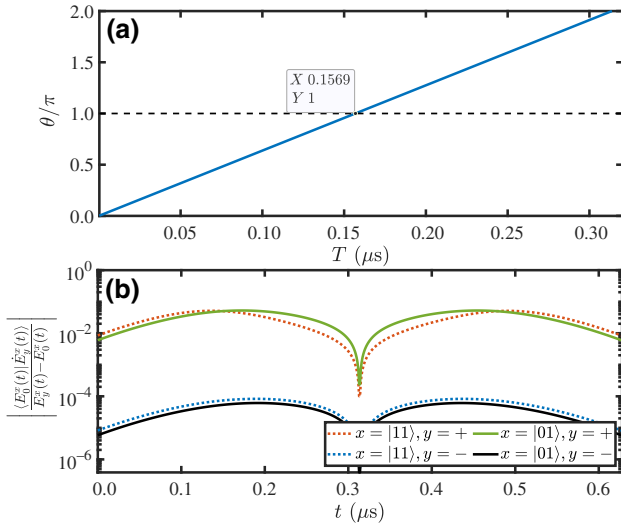 (a)
2.0
1.5
1.0
0.5
0.0
θ/π
X 0.1569
Y 1
0.05 0.10 0.15 0.20 0.25 0.30
T (μs)
(b)
10^0
10^-2
10^-4
10^-6
|⟨E_0^x(t)|Ė_y^x(t)⟩ / E_y^x(t)−E_0^x(t)|
x = |11⟩, y = + x = |01⟩, y = +
x = |11⟩, y = − x = |01⟩, y = −
0.0 0.1 0.2 0.3 0.4 0.5 0.6
t (μs)